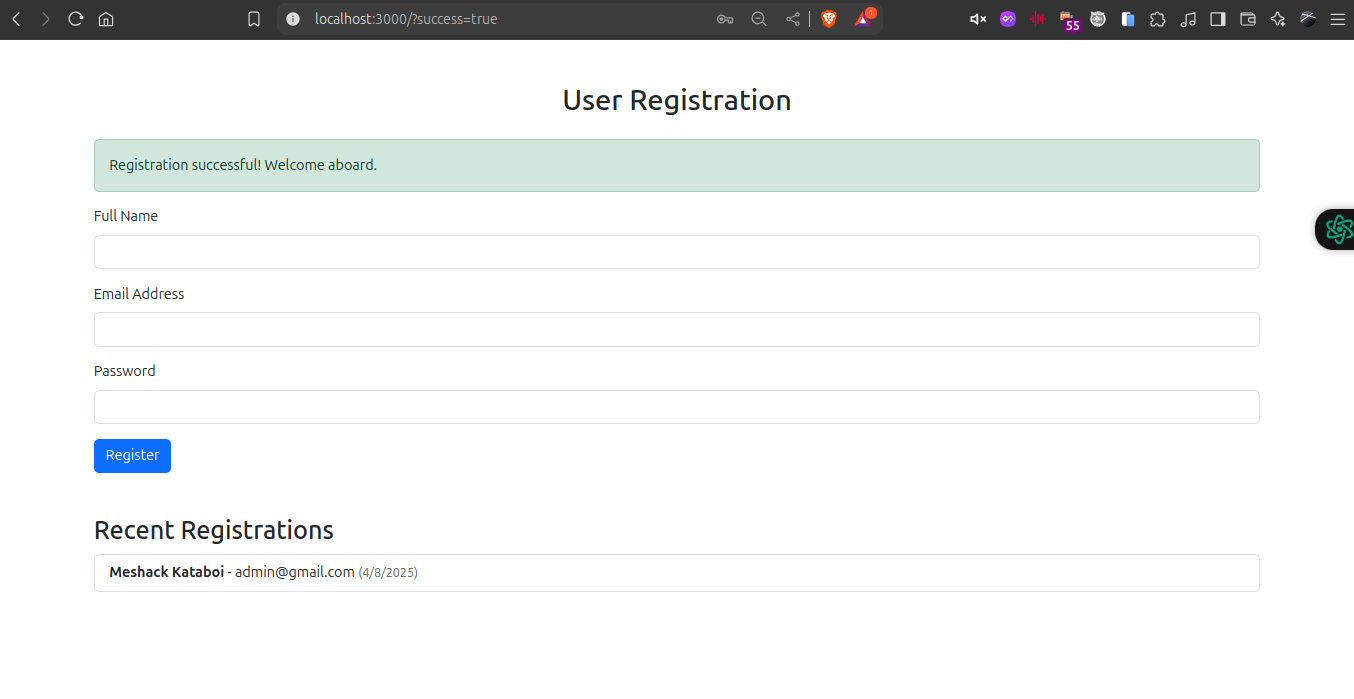 localhost:3000/?success=true
1
55
User Registration
Registration successful! Welcome aboard.
Full Name
Email Address
Password
Register
Recent Registrations
Meshack Kataboi - admin@gmail.com (4/8/2025)